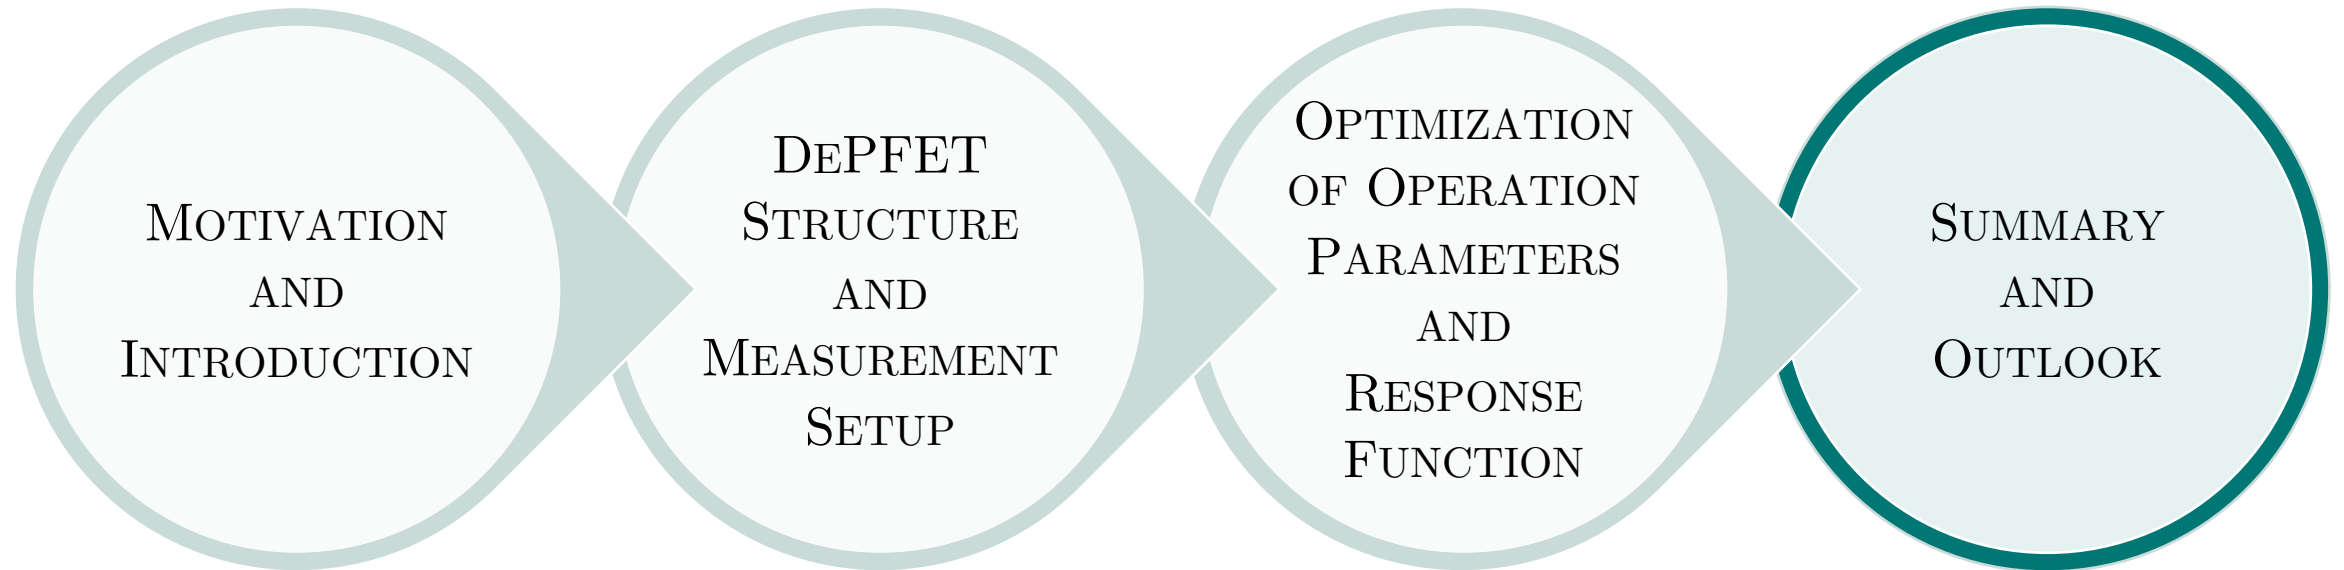 Motivation
and
Introduction
DePFET
Structure
and
Measurement
Setup
Optimization
of Operation
Parameters
and
Response
Function
Summary
and
Outlook